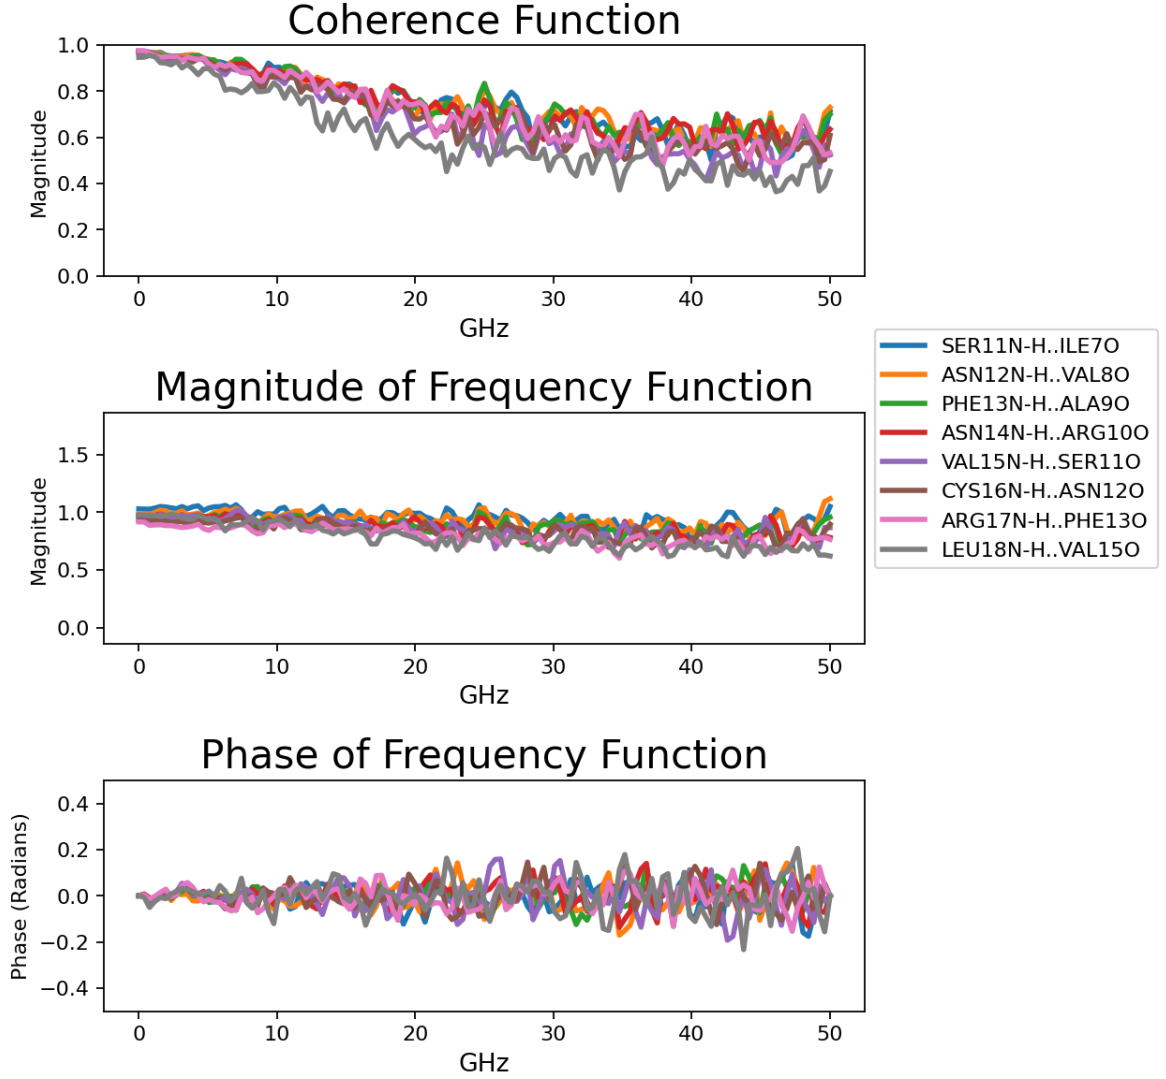 Coherence Function
1.0
0.8
0.6
0.4
0.2
0.0
Magnitude
0 10 20 30 40 50
GHz
Magnitude of Frequency Function
1.5
1.0
0.5
0.0
Magnitude
0 10 20 30 40 50
GHz
SER11N-H..ILE7O
ASN12N-H..VAL8O
PHE13N-H..ALA9O
ASN14N-H..ARG10O
VAL15N-H..SER11O
CYS16N-H..ASN12O
ARG17N-H..PHE13O
LEU18N-H..VAL15O
Phase of Frequency Function
0.4
0.2
0.0
−0.2
−0.4
Phase (Radians)
0 10 20 30 40 50
GHz